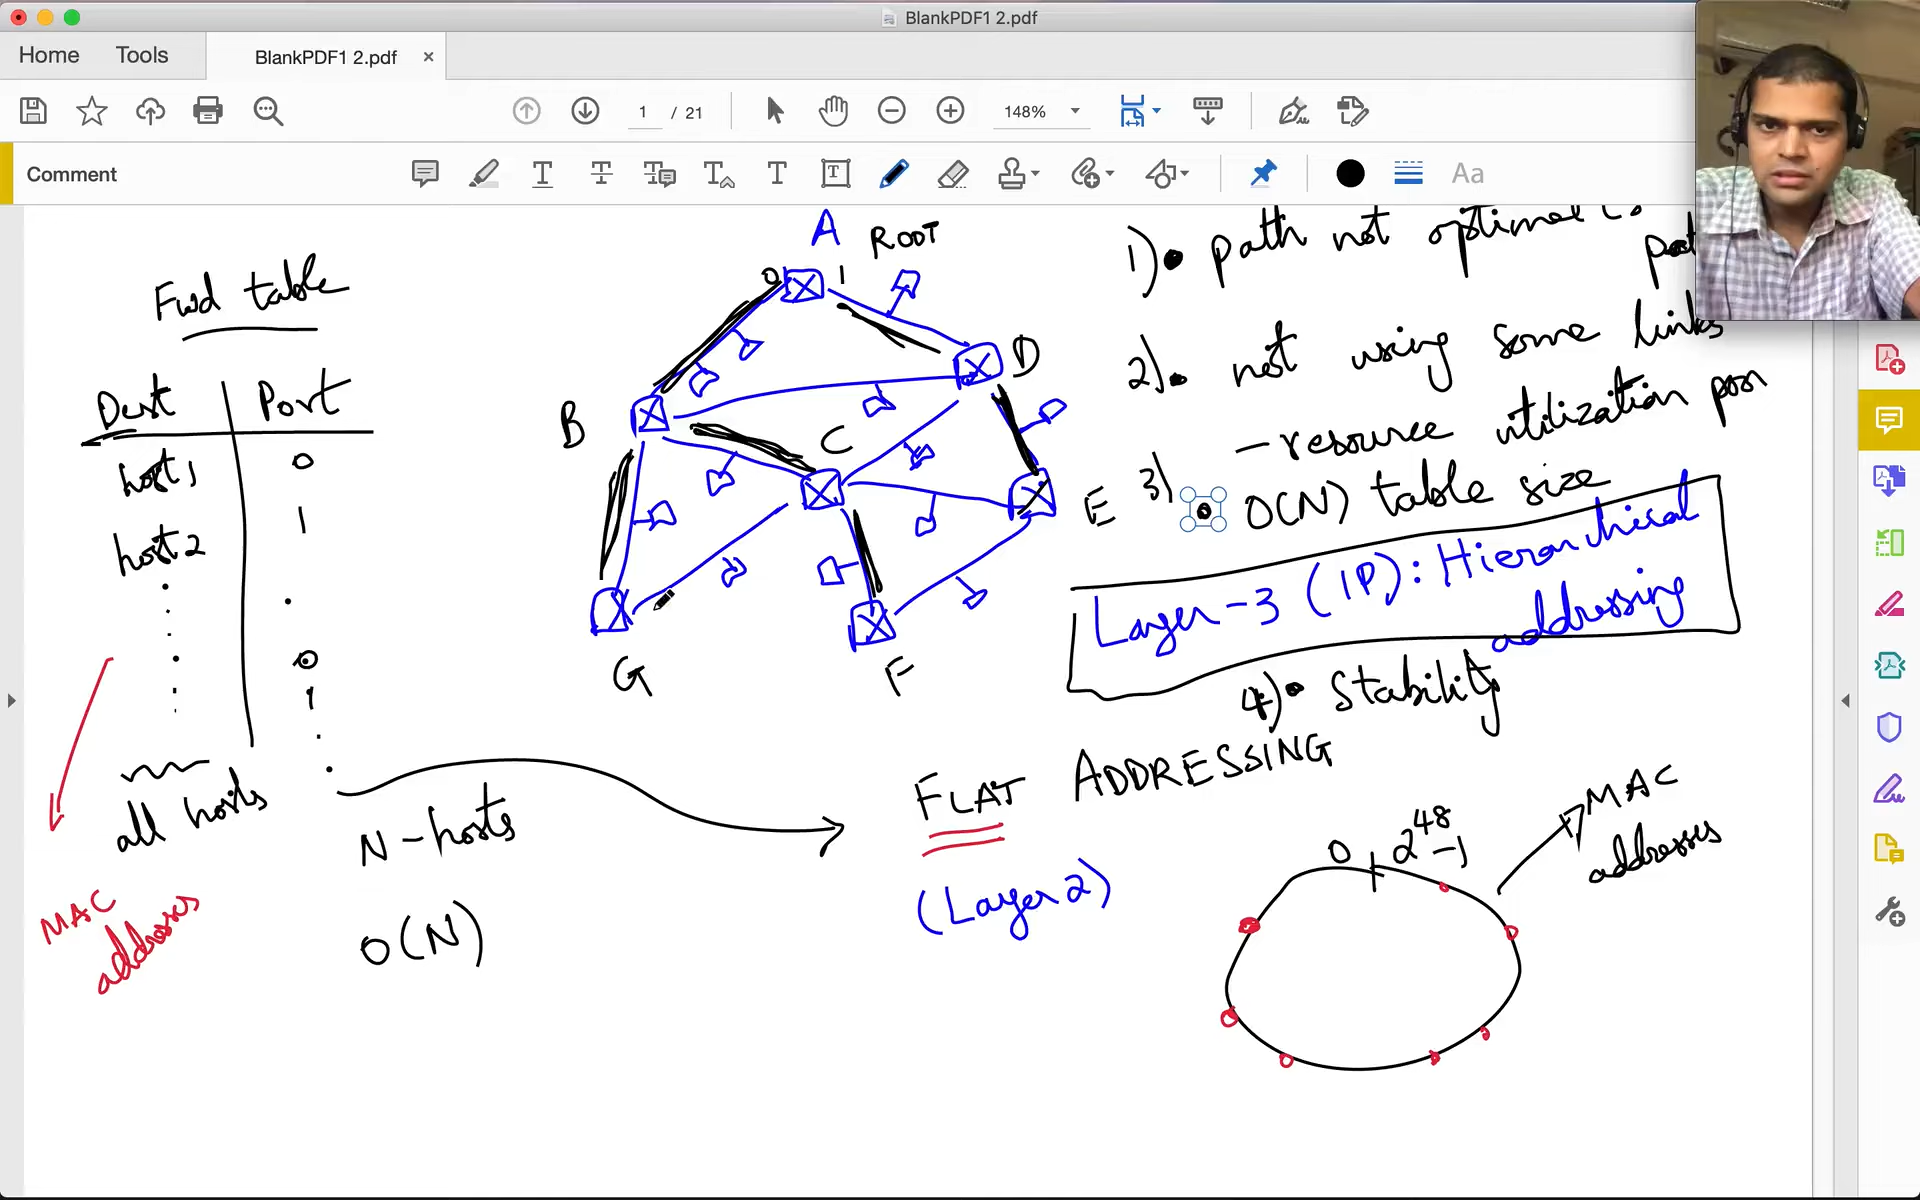 BlankPDF1 2.pdf
Home
Tools
BlankPDF1 2.pdf
1 / 21
148%
Comment
Aa
Fwd table
Dest Port
host 1 0
host 2 1
0
1
all hosts
MAC
addresses
N - hosts
O(N)
A ROOT
0 1
B
D
C
E
G
F
1) path not optimal
2) not using some links
- resource utilization poor
3) O(N) table size
Layer-3 (IP): Hierarchical
addressing
4) Stability
FLAT ADDRESSING
(Layer 2)
0 2^48 -1
MAC
addresses